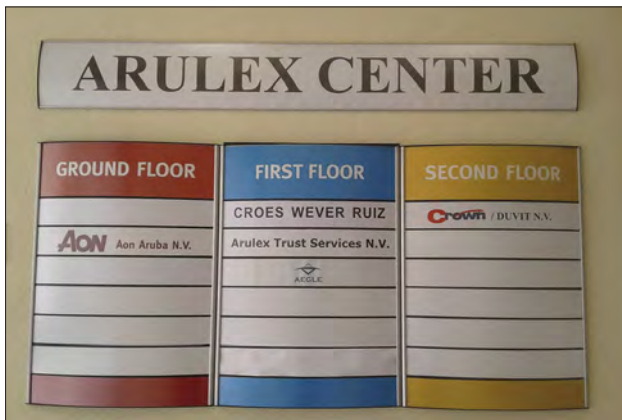 ARULEX CENTER
GROUND FLOOR
AON Aon Aruba N.V.
FIRST FLOOR
CROES WEVER RUIZ
Arulex Trust Services N.V.
AEGLE
SECOND FLOOR
Crown / DUVIT N.V.